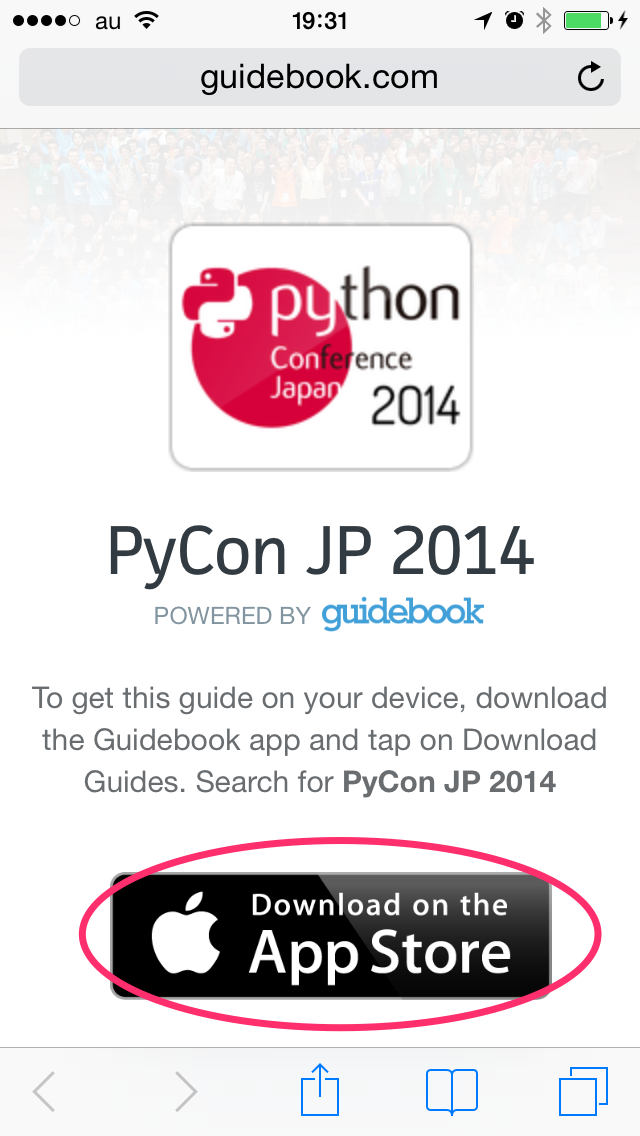 au 19:31
guidebook.com
python
Conference
Japan
2014
PyCon JP 2014
POWERED BY guidebook
To get this guide on your device, download
the Guidebook app and tap on Download
Guides. Search for PyCon JP 2014
Download on the
App Store